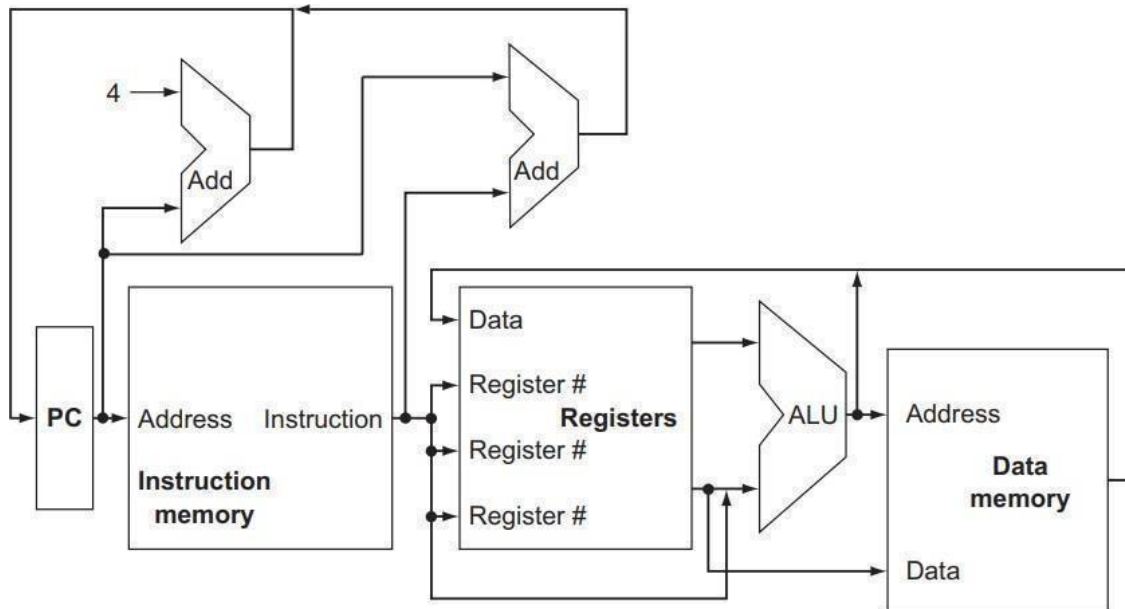 4
Add
Add
PC
Address
Instruction
Instruction
memory
Data
Register #
Register #
Register #
Registers
ALU
Address
Data
memory
Data